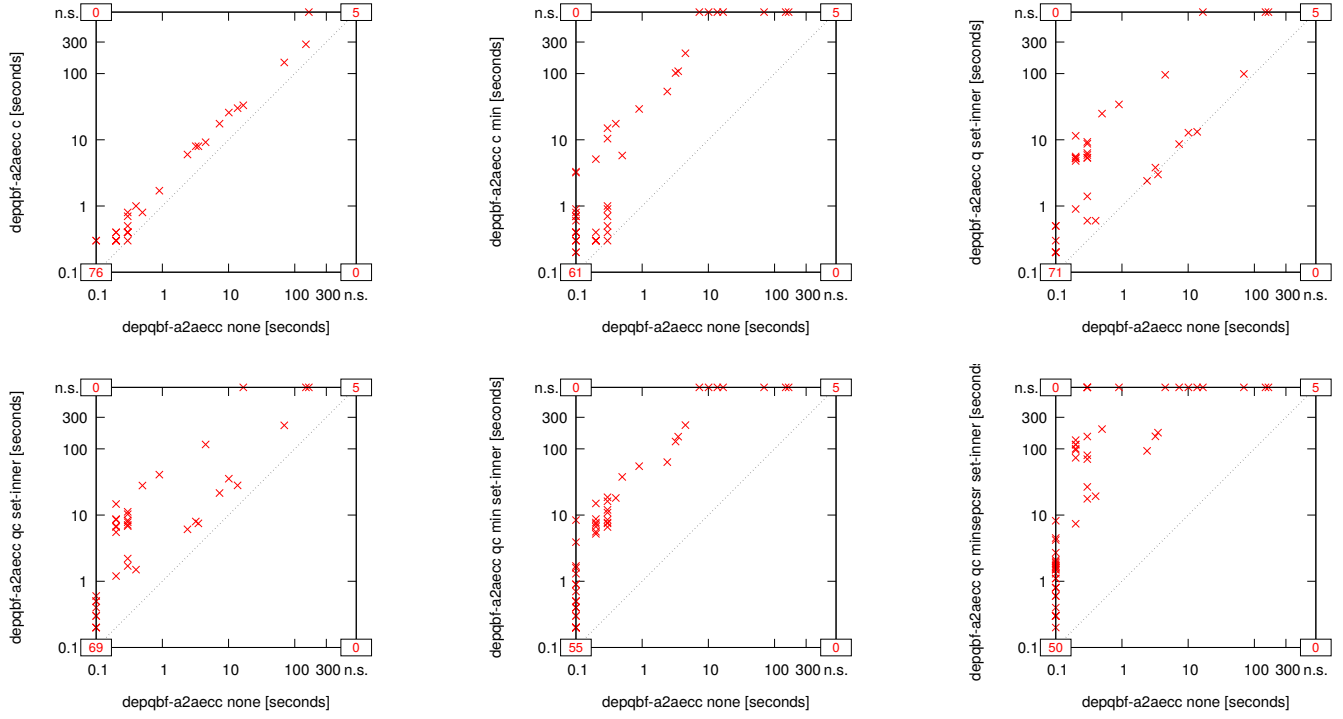 n.s. 0 5
300
100
10
1
0.1 76 0
0.1 1 10 100 300 n.s.
depqbf-a2aecc none [seconds]
depqbf-a2aecc c [seconds]
n.s. 0 5
300
100
10
1
0.1 61 0
0.1 1 10 100 300 n.s.
depqbf-a2aecc none [seconds]
depqbf-a2aecc c min [seconds]
n.s. 0 5
300
100
10
1
0.1 71 0
0.1 1 10 100 300 n.s.
depqbf-a2aecc none [seconds]
depqbf-a2aecc q set-inner [seconds]
n.s. 0 5
300
100
10
1
0.1 69 0
0.1 1 10 100 300 n.s.
depqbf-a2aecc none [seconds]
depqbf-a2aecc qc set-inner [seconds]
n.s. 0 5
300
100
10
1
0.1 55 0
0.1 1 10 100 300 n.s.
depqbf-a2aecc none [seconds]
depqbf-a2aecc qc min set-inner [seconds]
n.s. 0 5
300
100
10
1
0.1 50 0
0.1 1 10 100 300 n.s.
depqbf-a2aecc none [seconds]
depqbf-a2aecc qc minsepcsr set-inner [second